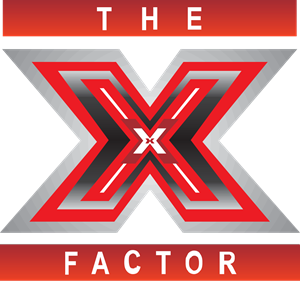 THE
X
FACTOR